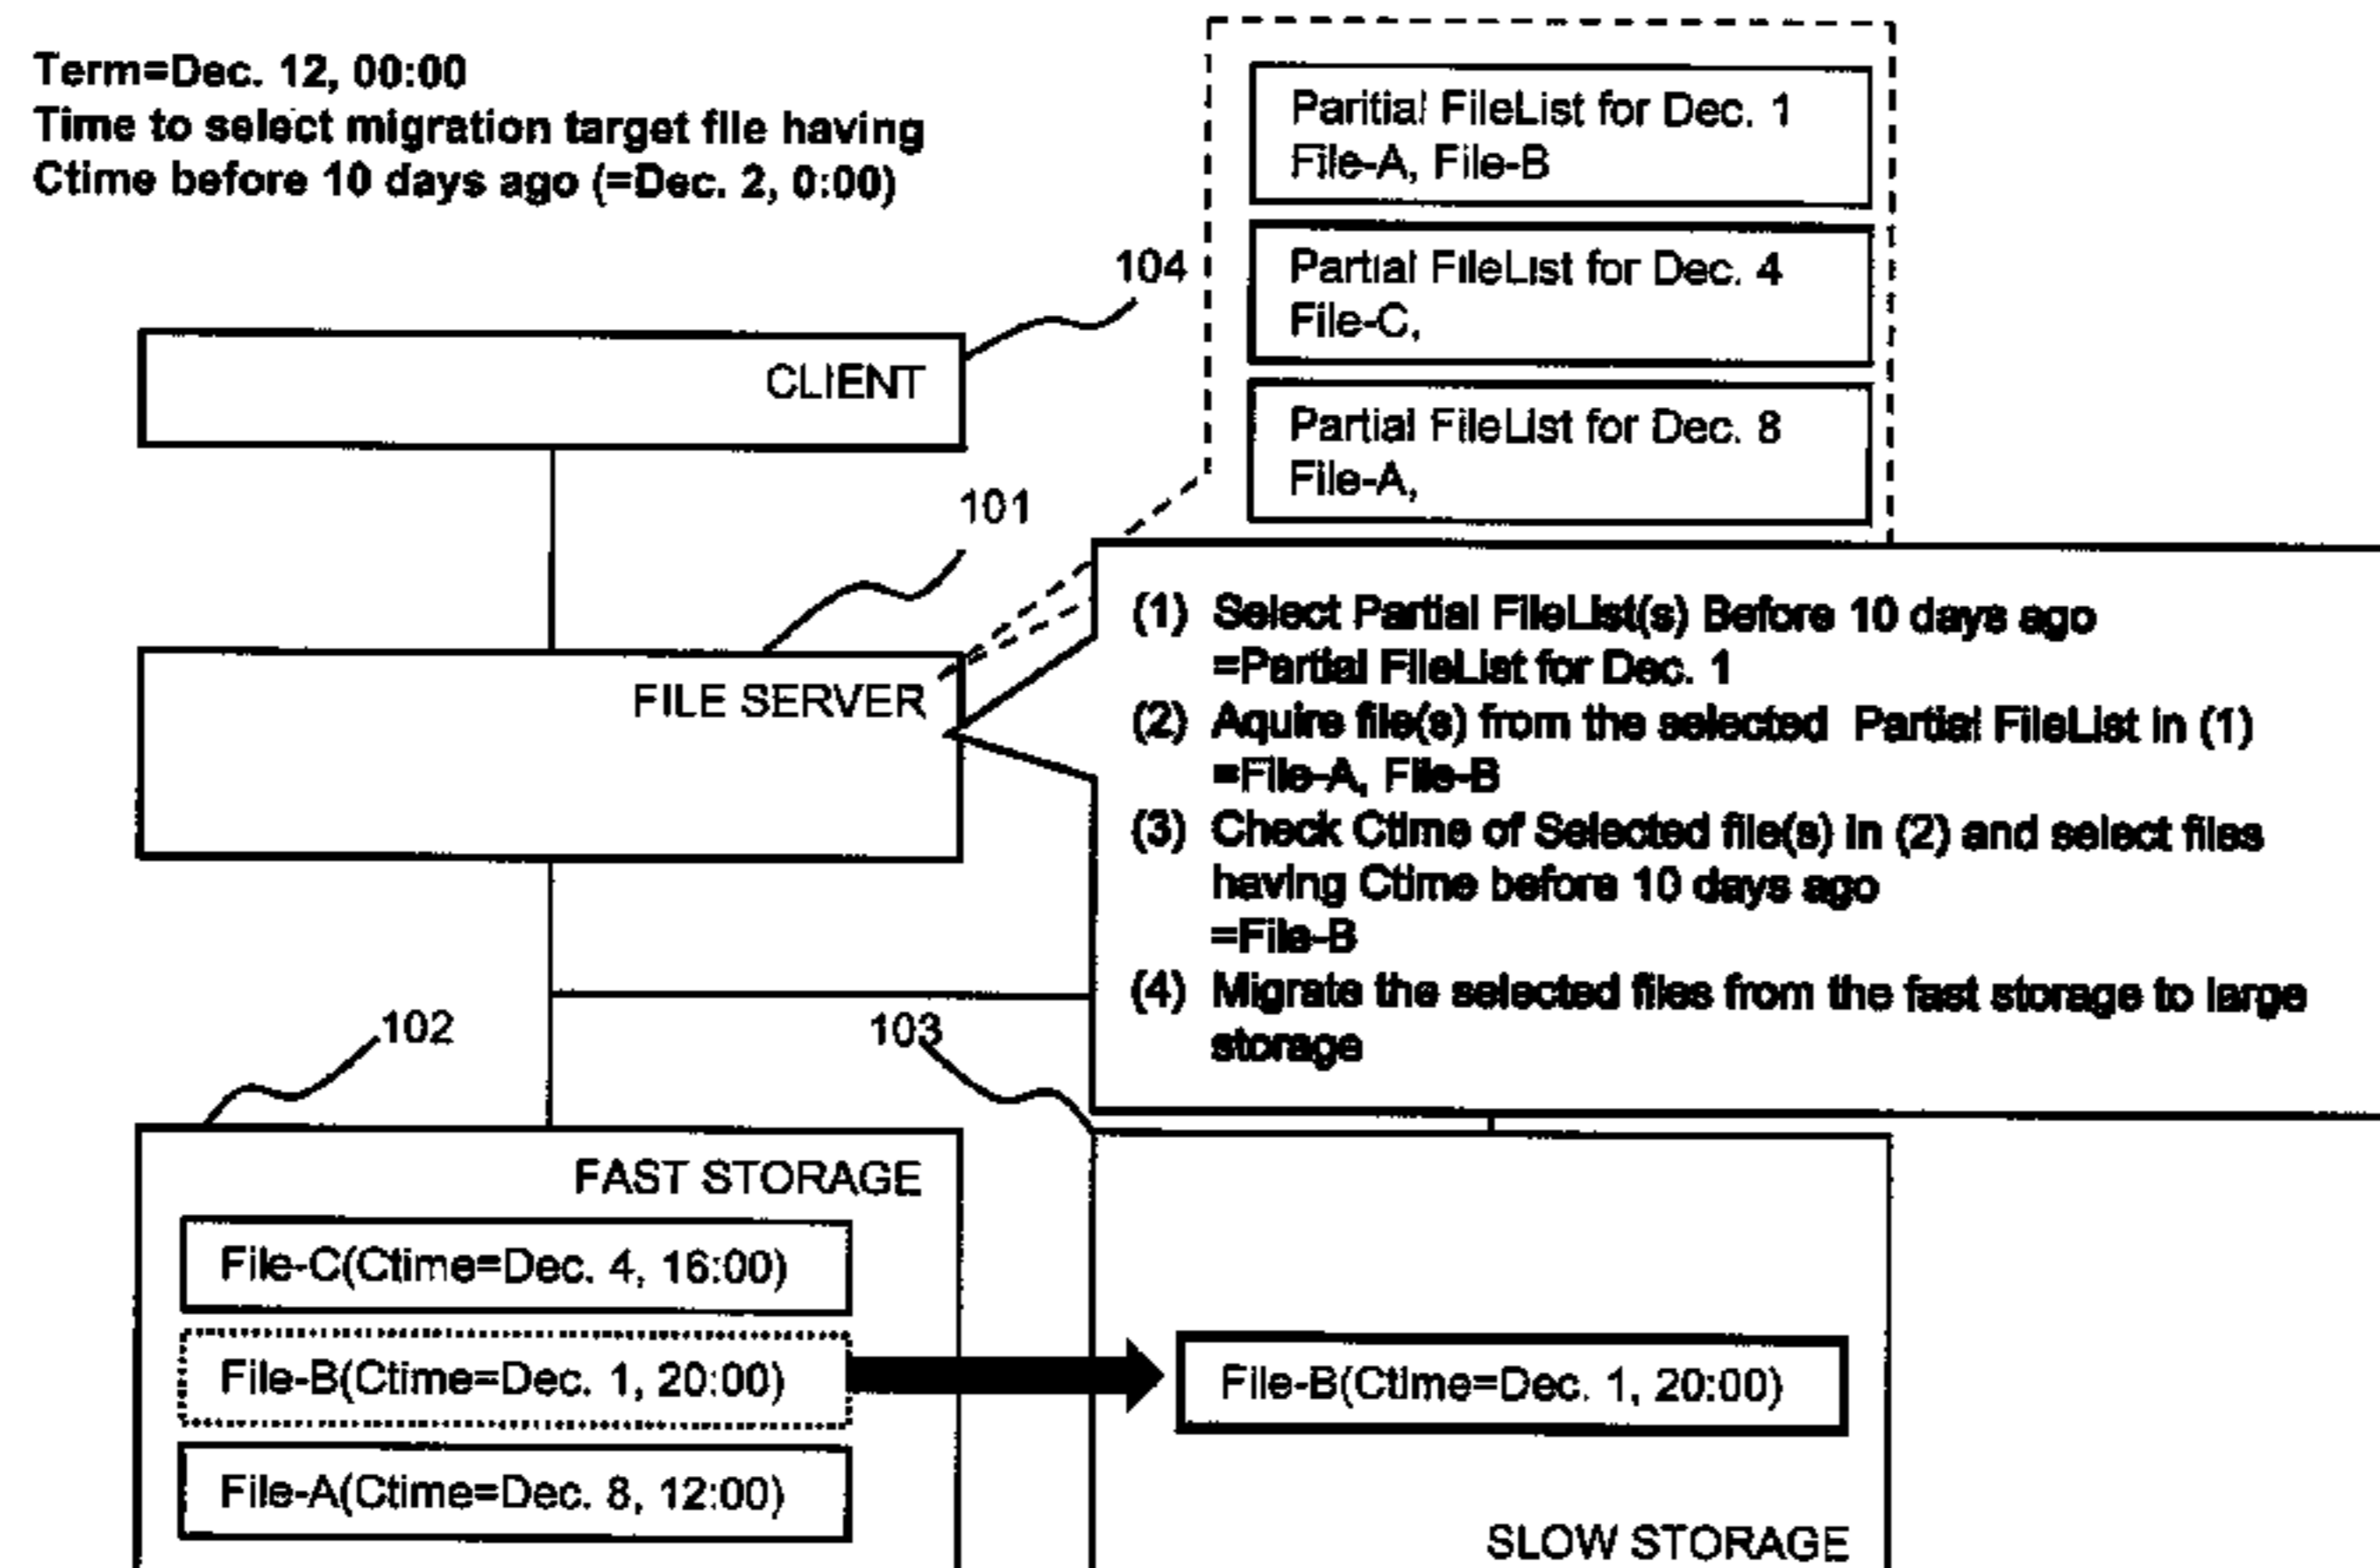 Term=Dec. 12, 00:00
Time to select migration target file having
Ctime before 10 days ago (=Dec. 2, 0:00)
Paritial FileList for Dec. 1
File-A, File-B
Partial FileList for Dec. 4
File-C,
Partial FileList for Dec. 8
File-A,
104
CLIENT
101
FILE SERVER
(1) Select Partial FileList(s) Before 10 days ago
=Partial FileList for Dec. 1
(2) Aquire file(s) from the selected Partial FileList in (1)
=File-A, File-B
(3) Check Ctime of Selected file(s) in (2) and select files
having Ctime before 10 days ago
=File-B
(4) Migrate the selected files from the fast storage to large
storage
102
103
FAST STORAGE
File-C(Ctime=Dec. 4, 16:00)
File-B(Ctime=Dec. 1, 20:00)
File-A(Ctime=Dec. 8, 12:00)
File-B(Ctime=Dec. 1, 20:00)
SLOW STORAGE